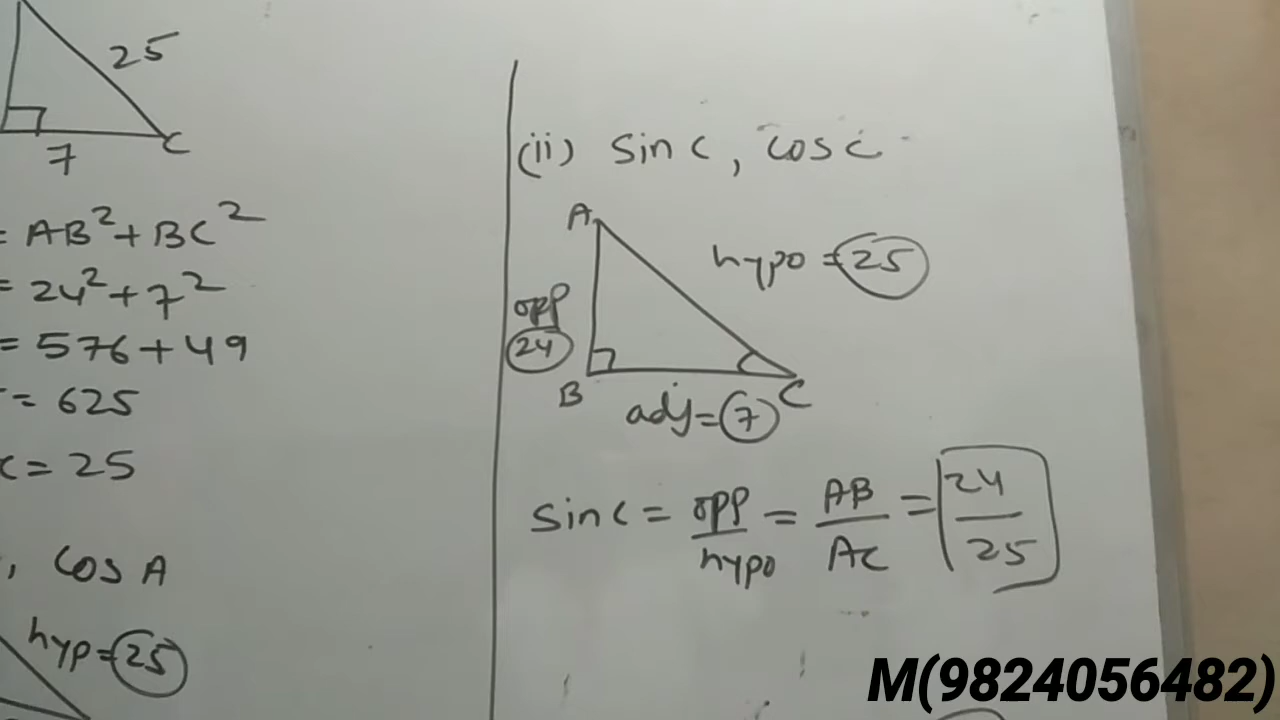 25
7 C
= AB² + BC²
= 24² + 7²
= 576 + 49
= 625
= 25
, cos A
hyp = 25
(ii) sin c, cos c
A
hypo = 25
opp
24
B C
adj = 7
sin c = opp/hypo = AB/AC = 24/25
M(9824056482)